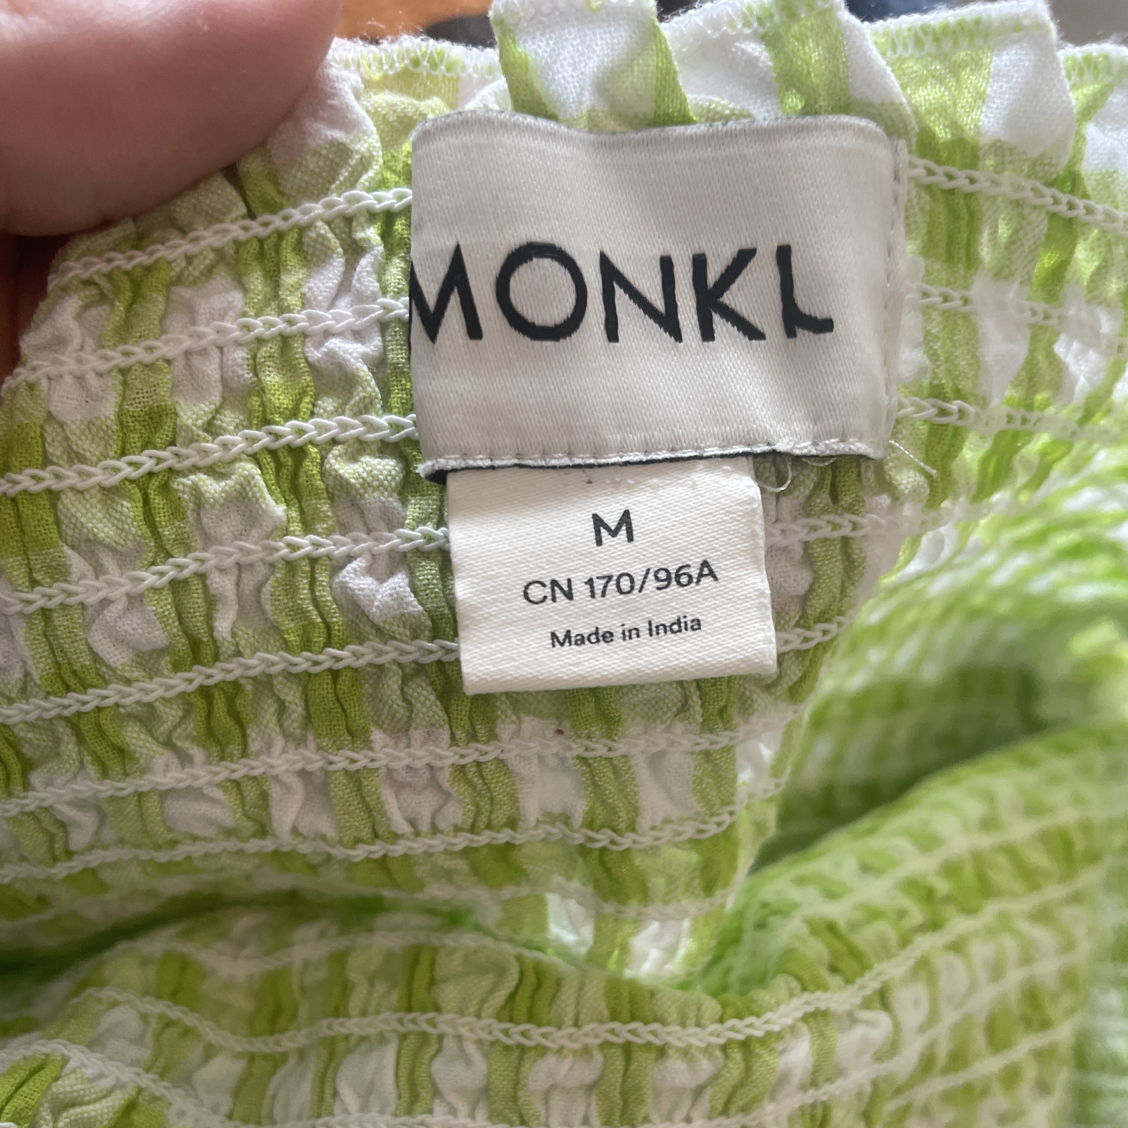 MONKI
M
CN 170/96A
Made in India